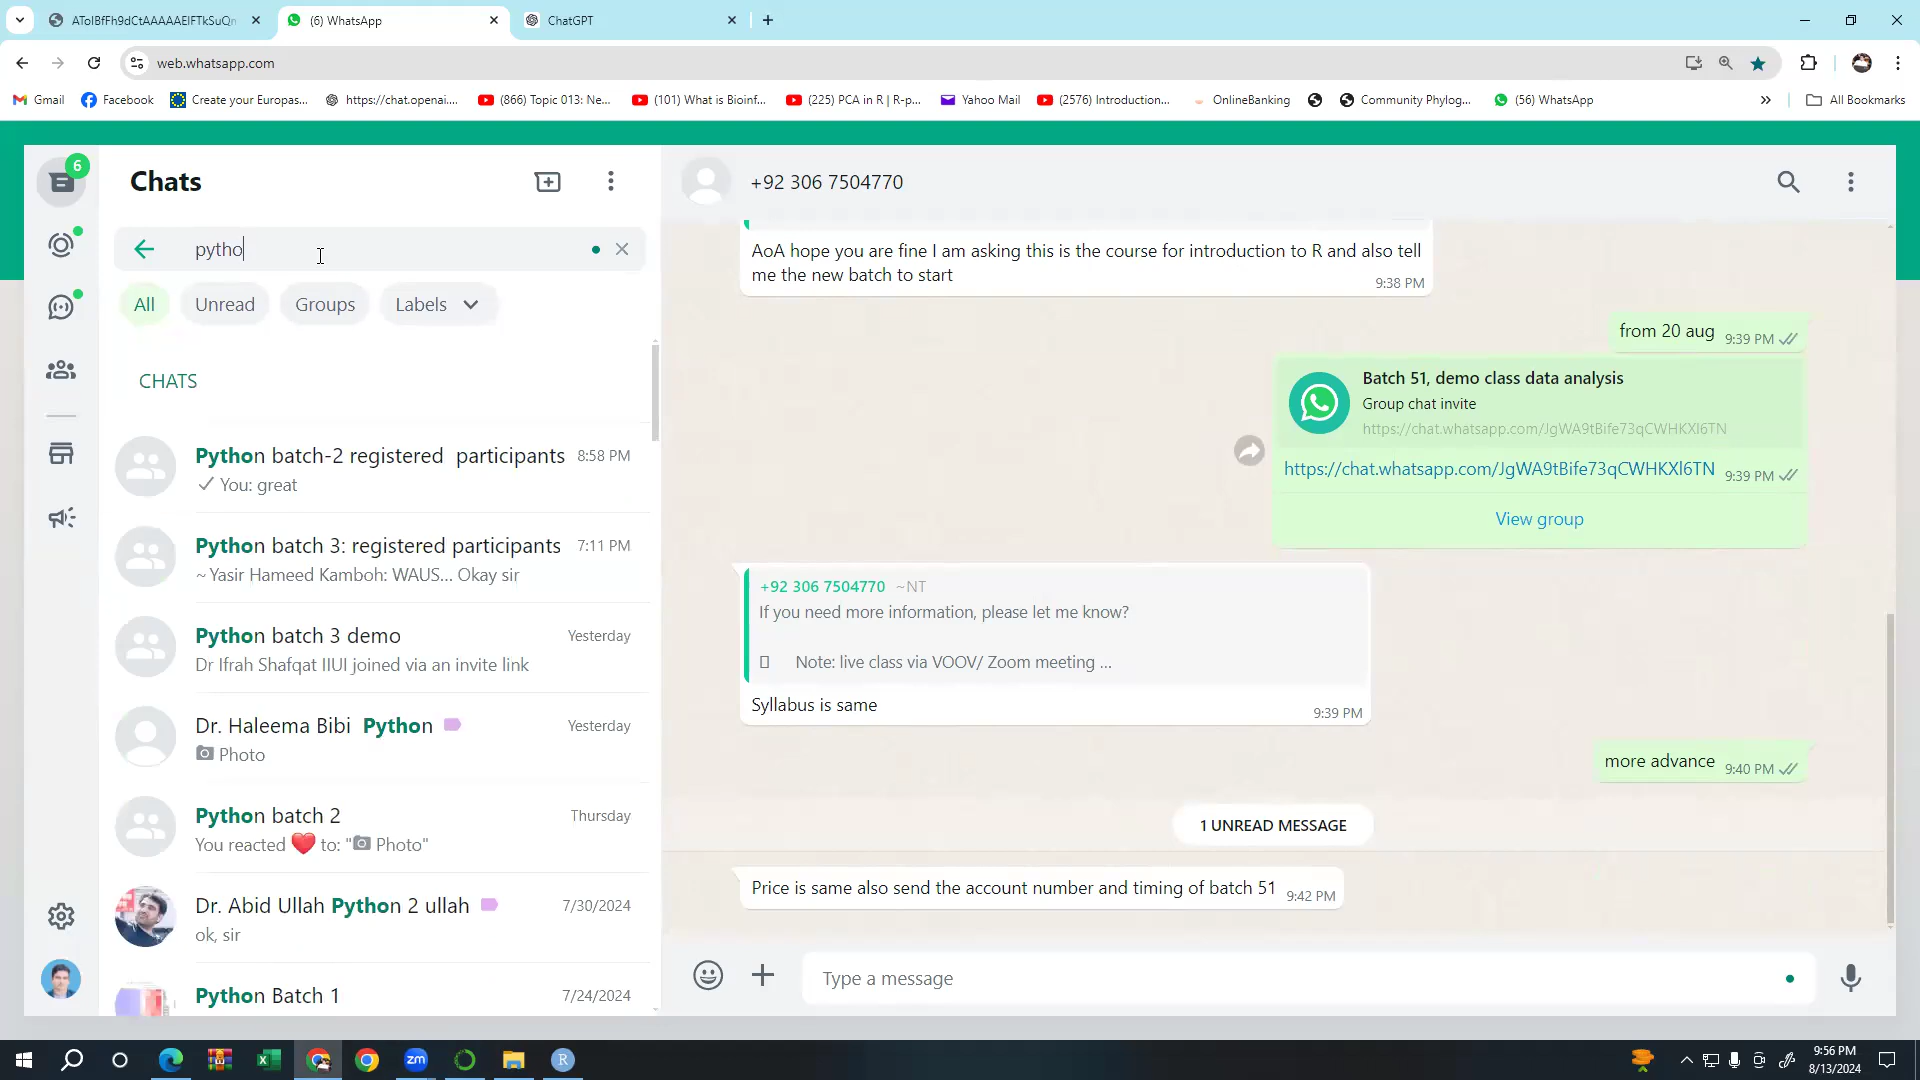 ATolBfFh9dCtAAAAAElFTkSuQm
(6) WhatsApp
ChatGPT
web.whatsapp.com
Gmail
Facebook
Create your Europas...
https://chat.openai....
(866) Topic 013: Ne...
(101) What is Bioinf...
(225) PCA in R | R-p...
Yahoo Mail
(2576) Introduction...
OnlineBanking
Community Phylog...
(56) WhatsApp
All Bookmarks
6
Chats
pytho
All
Unread
Groups
Labels
CHATS
Python batch-2 registered participants
8:58 PM
You: great
Python batch 3: registered participants
7:11 PM
~ Yasir Hameed Kamboh: WAUS... Okay sir
Python batch 3 demo
Yesterday
Dr Ifrah Shafqat IIUI joined via an invite link
Dr. Haleema Bibi Python
Yesterday
Photo
Python batch 2
Thursday
You reacted ❤️ to: "📷 Photo"
Dr. Abid Ullah Python 2 ullah
7/30/2024
ok, sir
Python Batch 1
7/24/2024
+92 306 7504770
AoA hope you are fine I am asking this is the course for introduction to R and also tell
me the new batch to start
9:38 PM
from 20 aug
9:39 PM
Batch 51, demo class data analysis
Group chat invite
https://chat.whatsapp.com/JgWA9tBife73qCWHKXl6TN
https://chat.whatsapp.com/JgWA9tBife73qCWHKXl6TN
9:39 PM
View group
+92 306 7504770 ~NT
If you need more information, please let me know?
Note: live class via VOOV/ Zoom meeting ...
Syllabus is same
9:39 PM
more advance
9:40 PM
1 UNREAD MESSAGE
Price is same also send the account number and timing of batch 51
9:42 PM
Type a message
zm
R
9:56 PM
8/13/2024